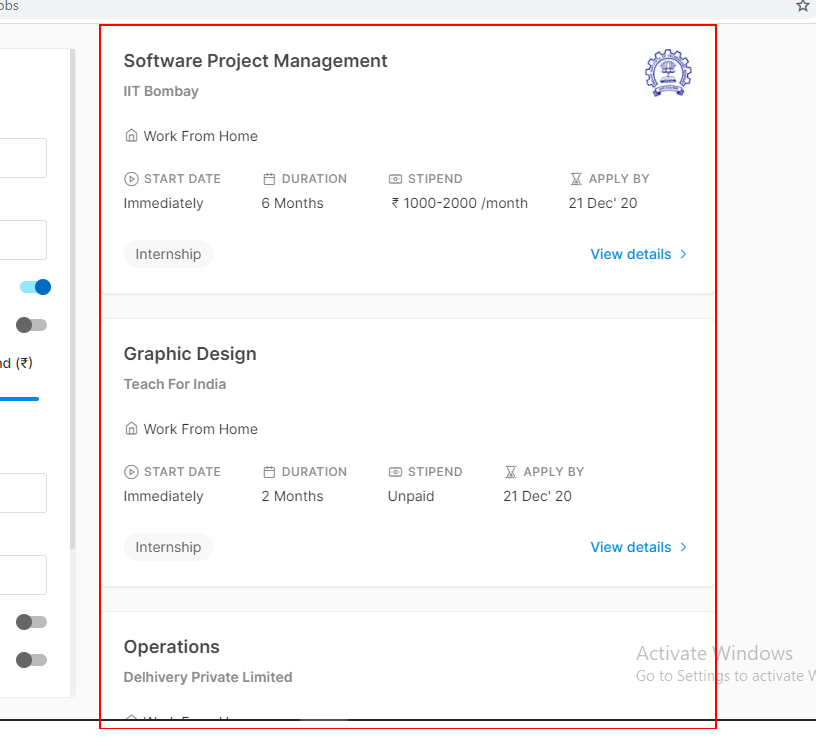 obs
Software Project Management
IIT Bombay
Work From Home
START DATE DURATION STIPEND APPLY BY
Immediately 6 Months ₹ 1000-2000 /month 21 Dec' 20
Internship View details
nd (₹)
Graphic Design
Teach For India
Work From Home
START DATE DURATION STIPEND APPLY BY
Immediately 2 Months Unpaid 21 Dec' 20
Internship View details
Operations
Delhivery Private Limited
Activate Windows
Go to Settings to activate W
Work From H